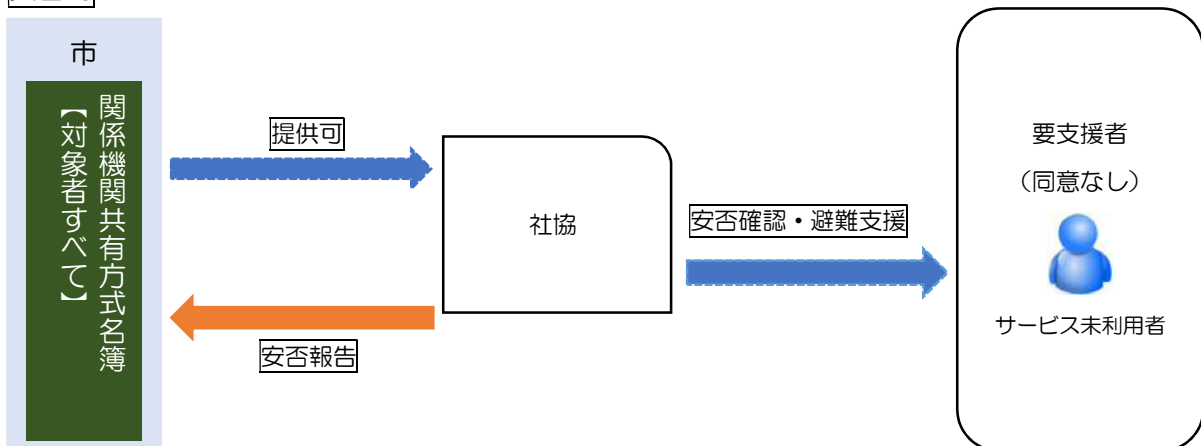 市
関係機関共有方式名簿
【対象者すべて】
提供可
社協
安否確認・避難支援
安否報告
要支援者
（同意なし）
サービス未利用者